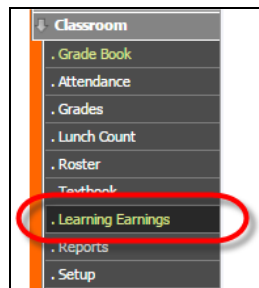 Classroom
. Grade Book
. Attendance
. Grades
. Lunch Count
. Roster
. Textbook
. Learning Earnings
. Reports
. Setup